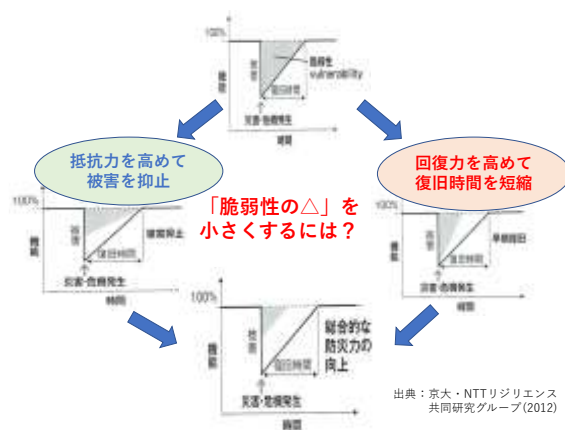 100%
機能
被害
脆弱性
vulnerability
復旧時間
災害・危機発生
時間
抵抗力を高めて
被害を抑止
回復力を高めて
復旧時間を短縮
「脆弱性の△」を
小さくするには？
100%
機能
被害
被害抑止
復旧時間
災害・危機発生
時間
100%
機能
被害
早期復旧
復旧時間
災害・危機発生
時間
100%
機能
被害
総合的な
防災力の
向上
復旧時間
災害・危機発生
時間
出典：京大・NTTリジリエンス
共同研究グループ(2012)